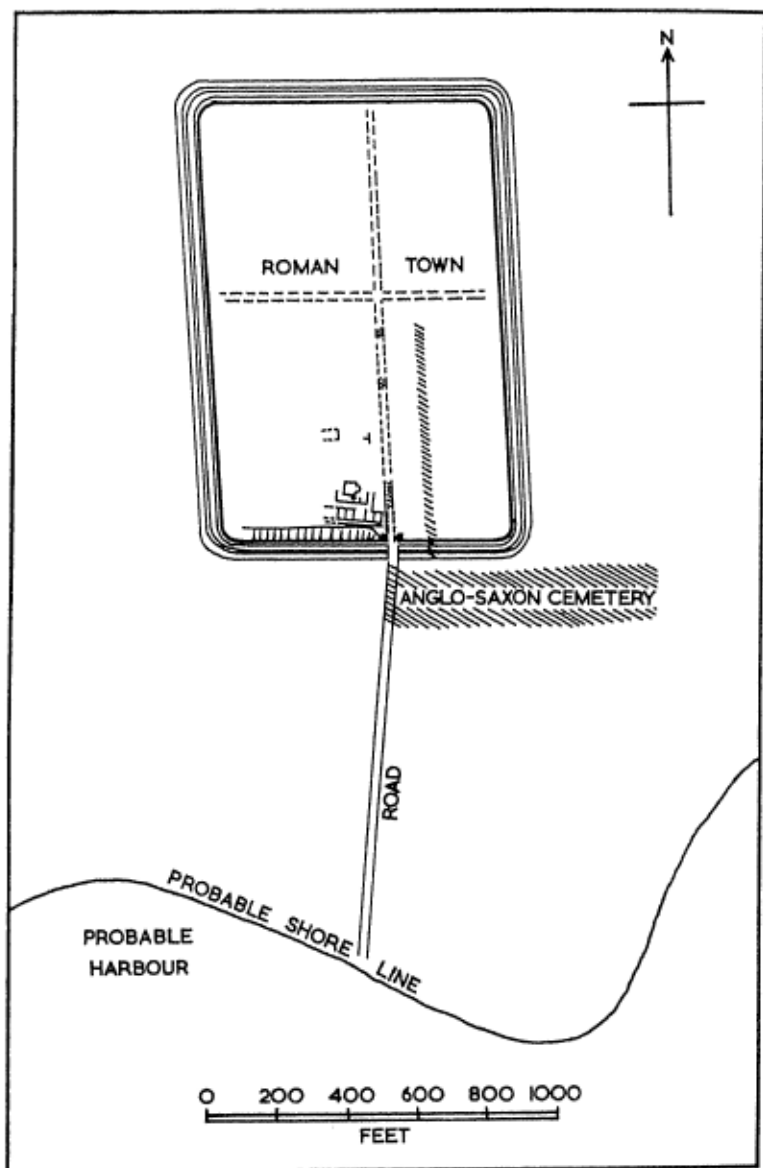 N
ROMAN TOWN
ANGLO-SAXON CEMETERY
ROAD
PROBABLE SHORE LINE
PROBABLE
HARBOUR
0 200 400 600 800 1000
FEET